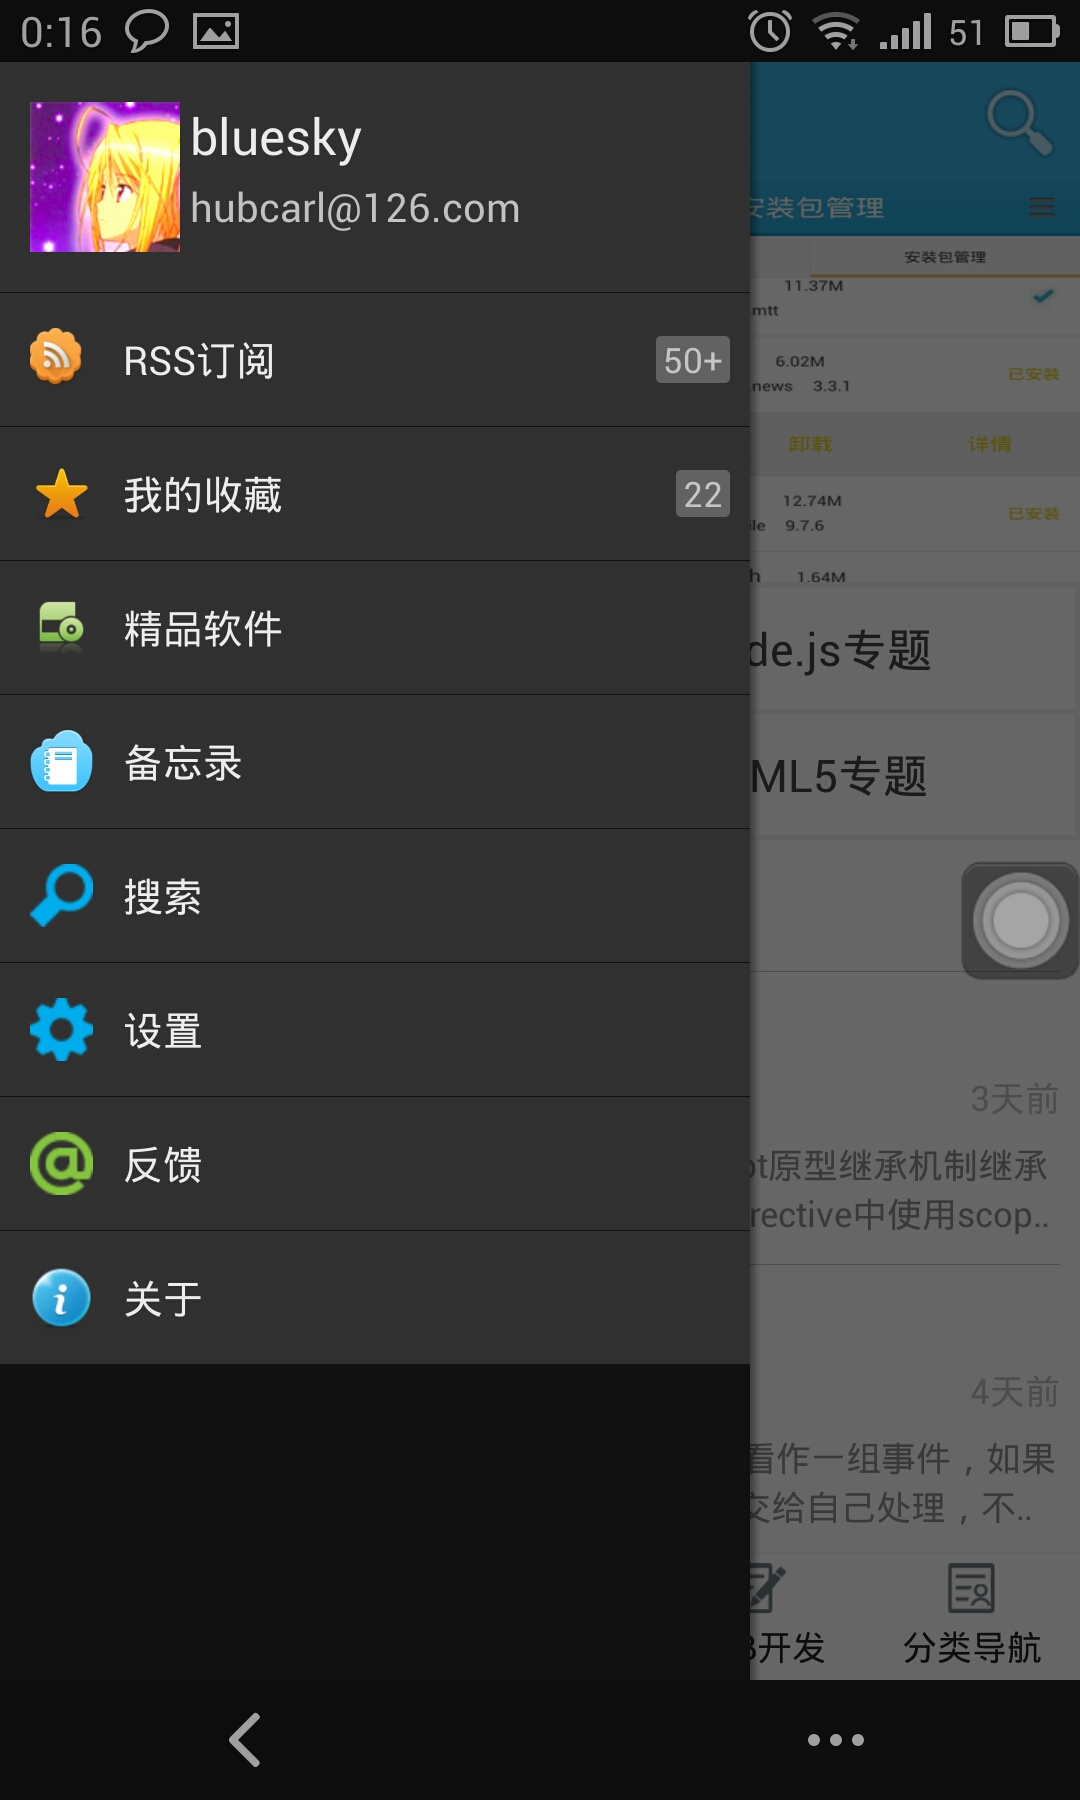 0:16
51
bluesky
hubcarl@126.com
RSS订阅
50+
我的收藏
22
精品软件
备忘录
搜索
设置
反馈
关于
安装包管理
安装包管理
11.37M
.mtt
6.02M
news 3.3.1
已安装
卸载
详情
12.74M
ile 9.7.6
已安装
h 1.64M
de.js专题
ML5专题
3天前
pt原型继承机制继承
rective中使用scop..
4天前
看作一组事件，如果
交给自己处理，不..
开发
分类导航